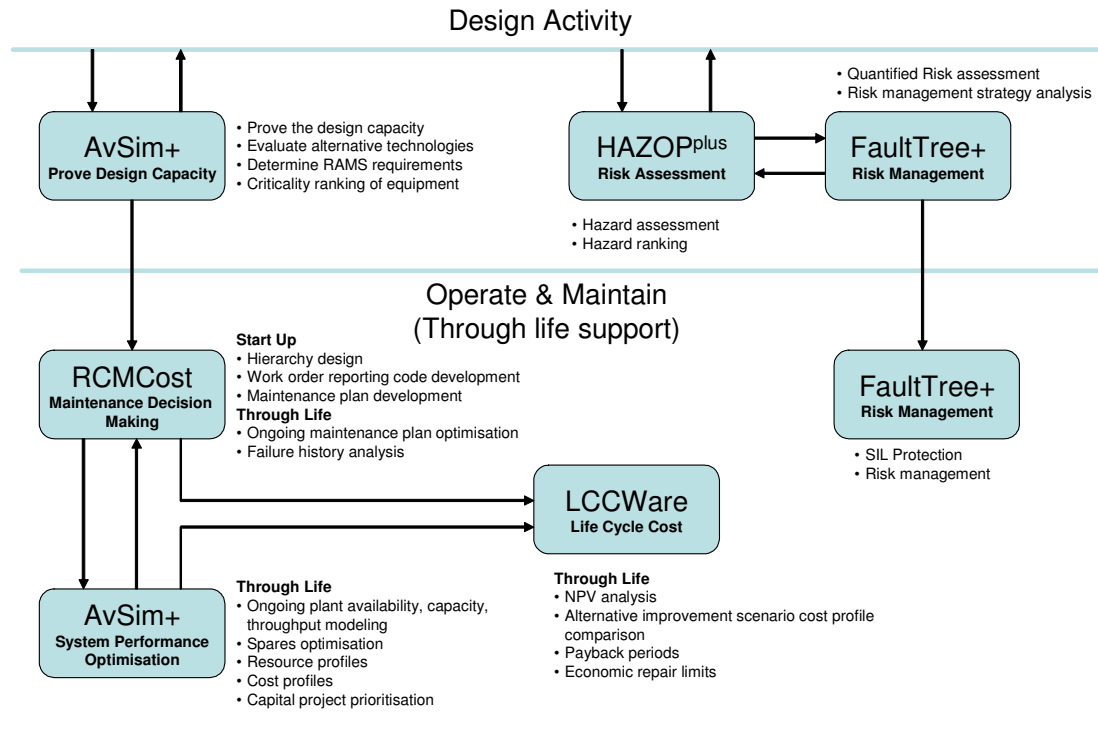 Design Activity
• Quantified Risk assessment
• Risk management strategy analysis
AvSim+
Prove Design Capacity
• Prove the design capacity
• Evaluate alternative technologies
• Determine RAMS requirements
• Criticality ranking of equipment
HAZOPplus
Risk Assessment
FaultTree+
Risk Management
• Hazard assessment
• Hazard ranking
Operate & Maintain
(Through life support)
RCMCost
Maintenance Decision
Making
Start Up
• Hierarchy design
• Work order reporting code development
• Maintenance plan development
Through Life
• Ongoing maintenance plan optimisation
• Failure history analysis
FaultTree+
Risk Management
• SIL Protection
• Risk management
LCCWare
Life Cycle Cost
AvSim+
System Performance
Optimisation
Through Life
• Ongoing plant availability, capacity,
throughput modeling
• Spares optimisation
• Resource profiles
• Cost profiles
• Capital project prioritisation
Through Life
• NPV analysis
• Alternative improvement scenario cost profile
comparison
• Payback periods
• Economic repair limits